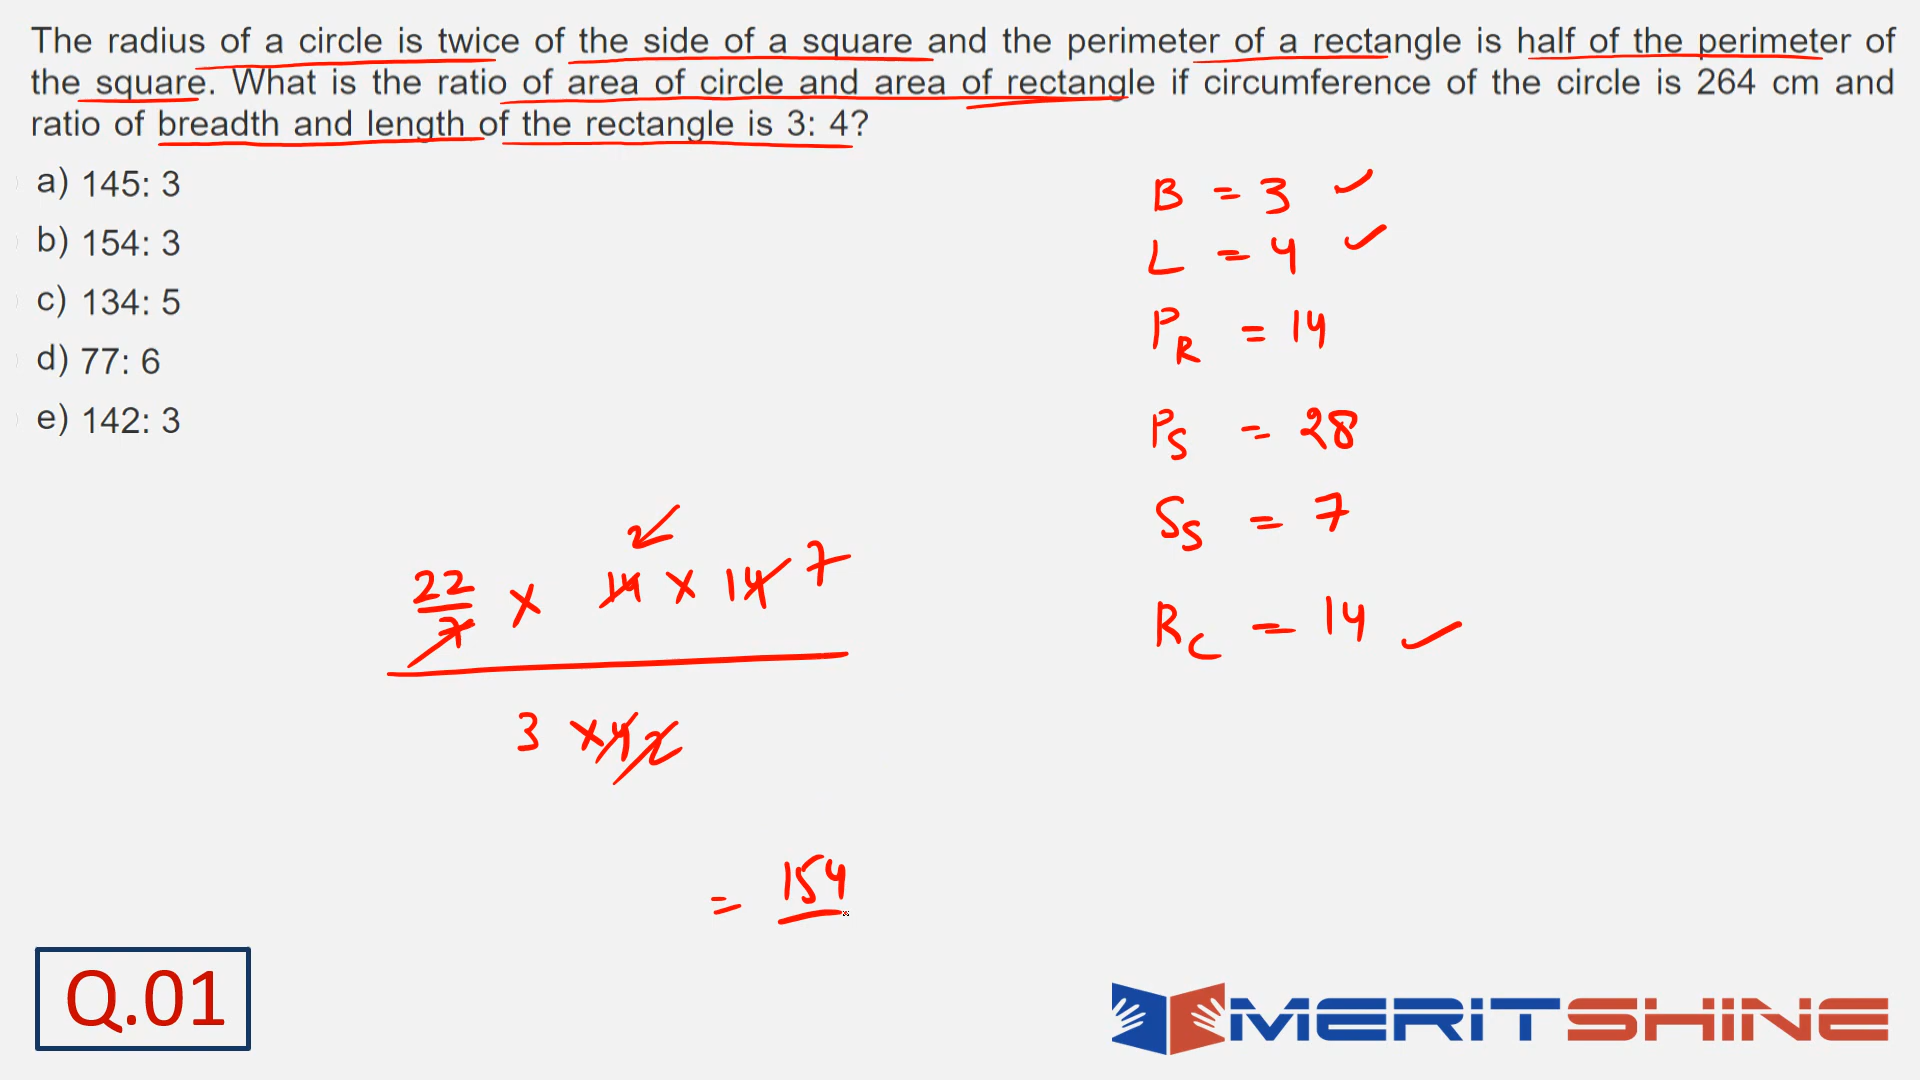 The radius of a circle is twice of the side of a square and the perimeter of a rectangle is half of the perimeter of
the square. What is the ratio of area of circle and area of rectangle if circumference of the circle is 264 cm and
ratio of breadth and length of the rectangle is 3: 4?
a) 145: 3
b) 154: 3
c) 134: 5
d) 77: 6
e) 142: 3
B = 3 ✓
L = 4 ✓
P_R = 14
P_S = 28
S_S = 7
R_C = 14 ✓
2
22/7 × 14 × 14 7
3 × 4 2
= 154
Q.01
MERITSHINE